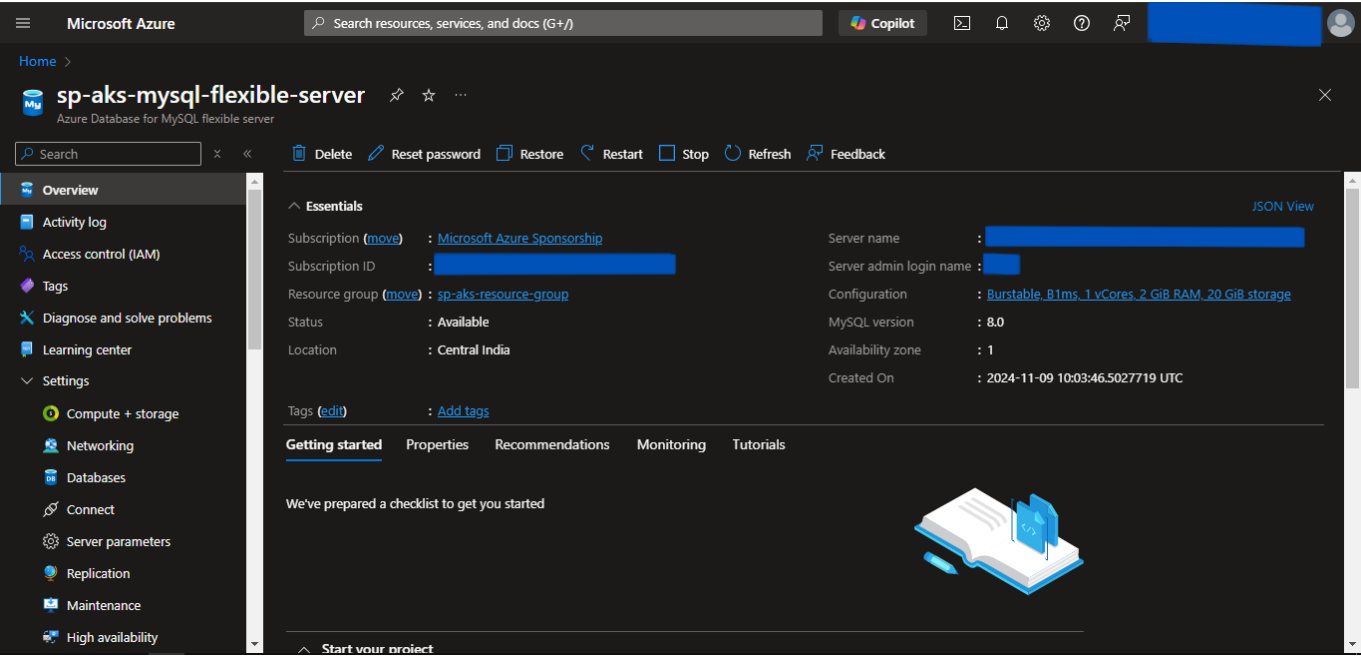 Microsoft Azure
Search resources, services, and docs (G+/)
Copilot
Home >
My
sp-aks-mysql-flexible-server
Azure Database for MySQL flexible server
Search
Delete
Reset password
Restore
Restart
Stop
Refresh
Feedback
Overview
Activity log
Access control (IAM)
Tags
Diagnose and solve problems
Learning center
Settings
Compute + storage
Networking
Databases
Connect
Server parameters
Replication
Maintenance
High availability
Essentials
JSON View
Subscription (move) : Microsoft Azure Sponsorship
Subscription ID :
Resource group (move) : sp-aks-resource-group
Status : Available
Location : Central India
Server name :
Server admin login name :
Configuration : Burstable, B1ms, 1 vCores, 2 GiB RAM, 20 GiB storage
MySQL version : 8.0
Availability zone : 1
Created On : 2024-11-09 10:03:46.5027719 UTC
Tags (edit) : Add tags
Getting started
Properties
Recommendations
Monitoring
Tutorials
We've prepared a checklist to get you started
</>
Start your project